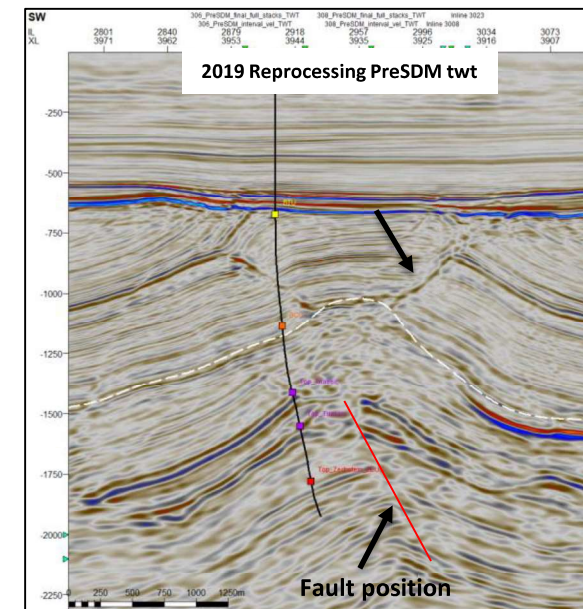 SW
306_PreSDM_final_full_stacks_TWT 308_PreSDM_final_full_stacks_TWT Inline 3023
306_PreSDM_interval_vel_TWT 308_PreSDM_interval_vel_TWT Inline 3008
IL 2801 2840 2879 2918 2957 2996 3034 3073
XL 3971 3962 3953 3944 3935 3925 3916 3907
2019 Reprocessing PreSDM twt
-250
-500
-750
-1000
-1250
-1500
-1750
-2000
-2250
0 250 500 750 1000 1250m
Fault position